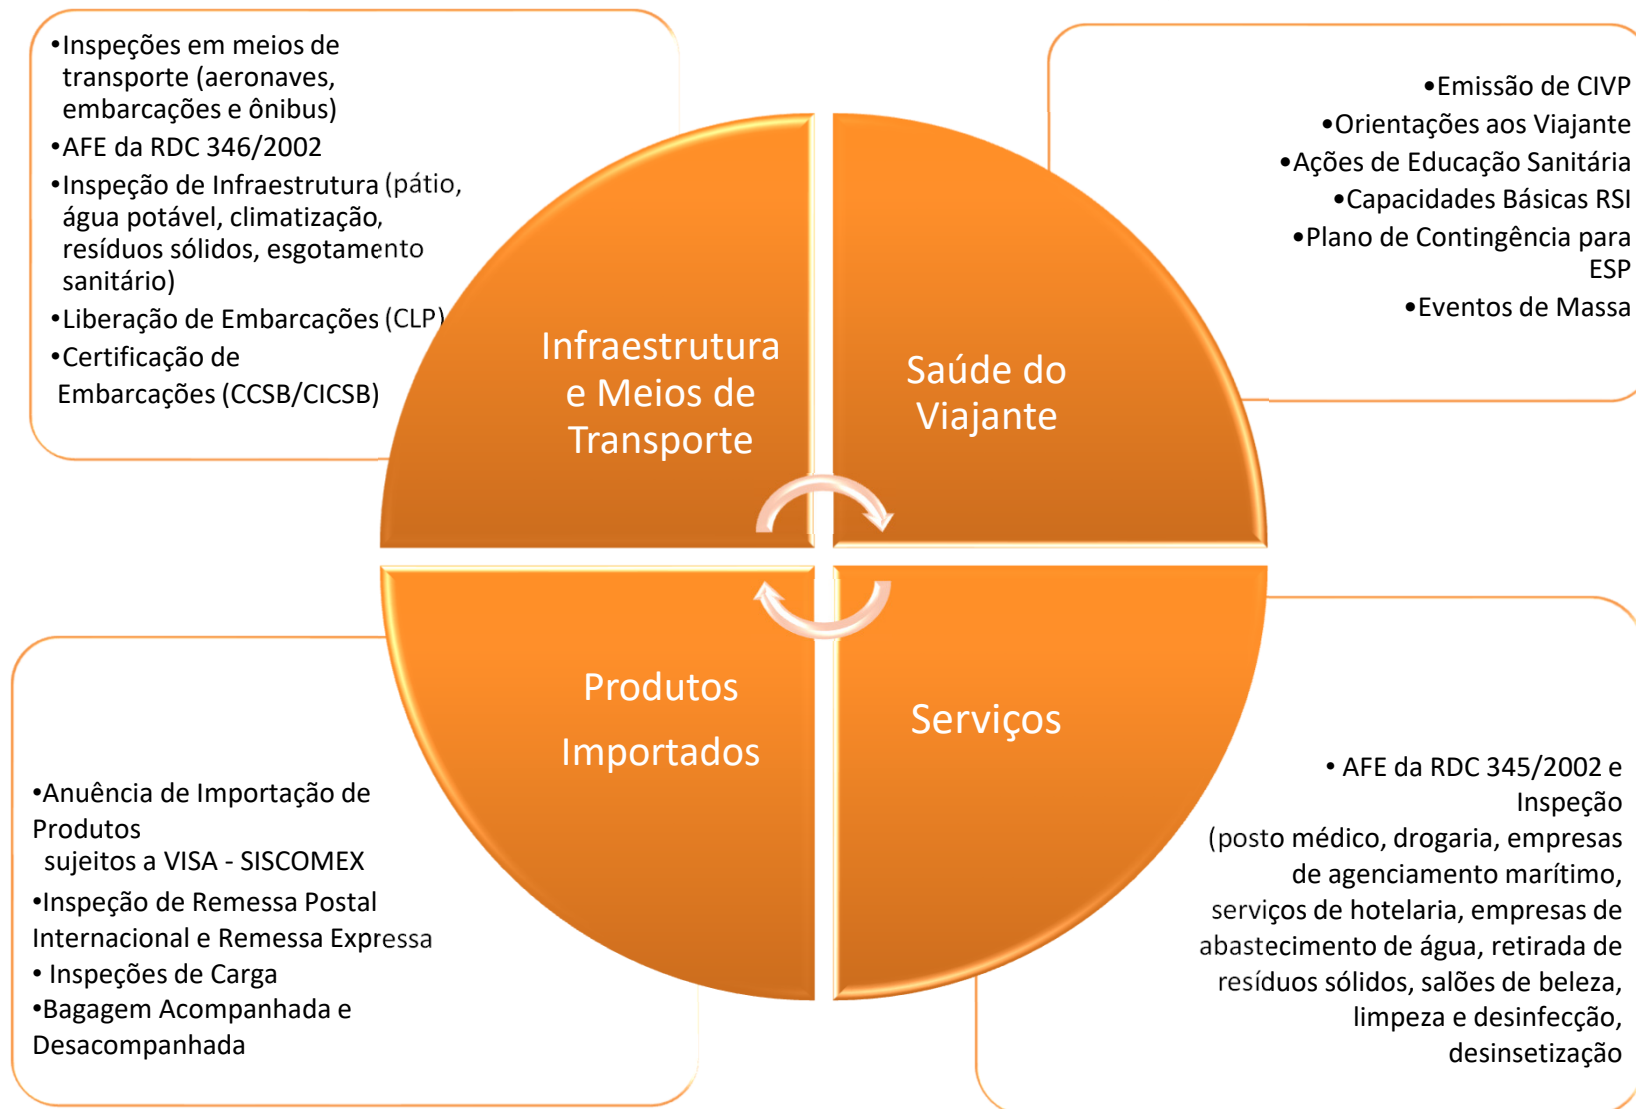 •Inspeções em meios de
transporte (aeronaves,
embarcações e ônibus)
•AFE da RDC 346/2002
•Inspeção de Infraestrutura (pátio,
água potável, climatização,
resíduos sólidos, esgotamento
sanitário)
•Liberação de Embarcações (CLP)
•Certificação de
Embarcações (CCSB/CICSB)
•Emissão de CIVP
•Orientações aos Viajante
•Ações de Educação Sanitária
•Capacidades Básicas RSI
•Plano de Contingência para
ESP
•Eventos de Massa
Infraestrutura
e Meios de
Transporte
Saúde do
Viajante
Produtos
Importados
Serviços
•Anuência de Importação de
Produtos
sujeitos a VISA - SISCOMEX
•Inspeção de Remessa Postal
Internacional e Remessa Expressa
• Inspeções de Carga
•Bagagem Acompanhada e
Desacompanhada
• AFE da RDC 345/2002 e
Inspeção
(posto médico, drogaria, empresas
de agenciamento marítimo,
serviços de hotelaria, empresas de
abastecimento de água, retirada de
resíduos sólidos, salões de beleza,
limpeza e desinfecção,
desinsetização